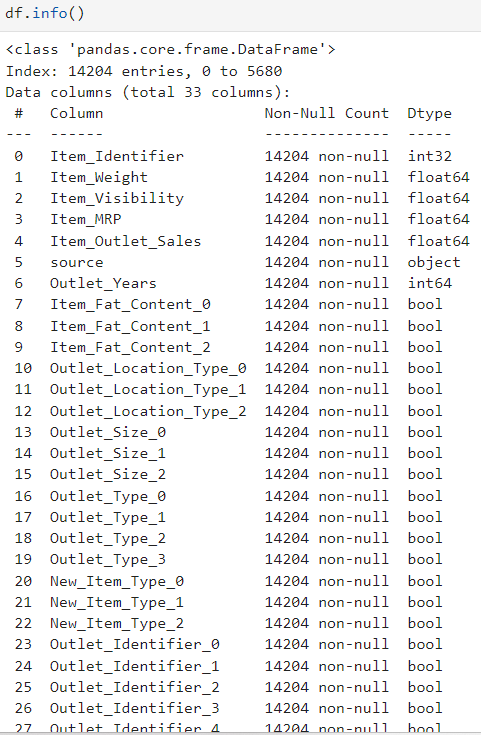 df.info()
<class 'pandas.core.frame.DataFrame'>
Index: 14204 entries, 0 to 5680
Data columns (total 33 columns):
 #   Column                   Non-Null Count  Dtype
---  ------                   --------------  -----
 0   Item_Identifier          14204 non-null  int32
 1   Item_Weight              14204 non-null  float64
 2   Item_Visibility          14204 non-null  float64
 3   Item_MRP                 14204 non-null  float64
 4   Item_Outlet_Sales        14204 non-null  float64
 5   source                   14204 non-null  object
 6   Outlet_Years             14204 non-null  int64
 7   Item_Fat_Content_0       14204 non-null  bool
 8   Item_Fat_Content_1       14204 non-null  bool
 9   Item_Fat_Content_2       14204 non-null  bool
 10  Outlet_Location_Type_0   14204 non-null  bool
 11  Outlet_Location_Type_1   14204 non-null  bool
 12  Outlet_Location_Type_2   14204 non-null  bool
 13  Outlet_Size_0            14204 non-null  bool
 14  Outlet_Size_1            14204 non-null  bool
 15  Outlet_Size_2            14204 non-null  bool
 16  Outlet_Type_0            14204 non-null  bool
 17  Outlet_Type_1            14204 non-null  bool
 18  Outlet_Type_2            14204 non-null  bool
 19  Outlet_Type_3            14204 non-null  bool
 20  New_Item_Type_0          14204 non-null  bool
 21  New_Item_Type_1          14204 non-null  bool
 22  New_Item_Type_2          14204 non-null  bool
 23  Outlet_Identifier_0      14204 non-null  bool
 24  Outlet_Identifier_1      14204 non-null  bool
 25  Outlet_Identifier_2      14204 non-null  bool
 26  Outlet_Identifier_3      14204 non-null  bool
 27  Outlet_Identifier_4      14204 non-null  bool